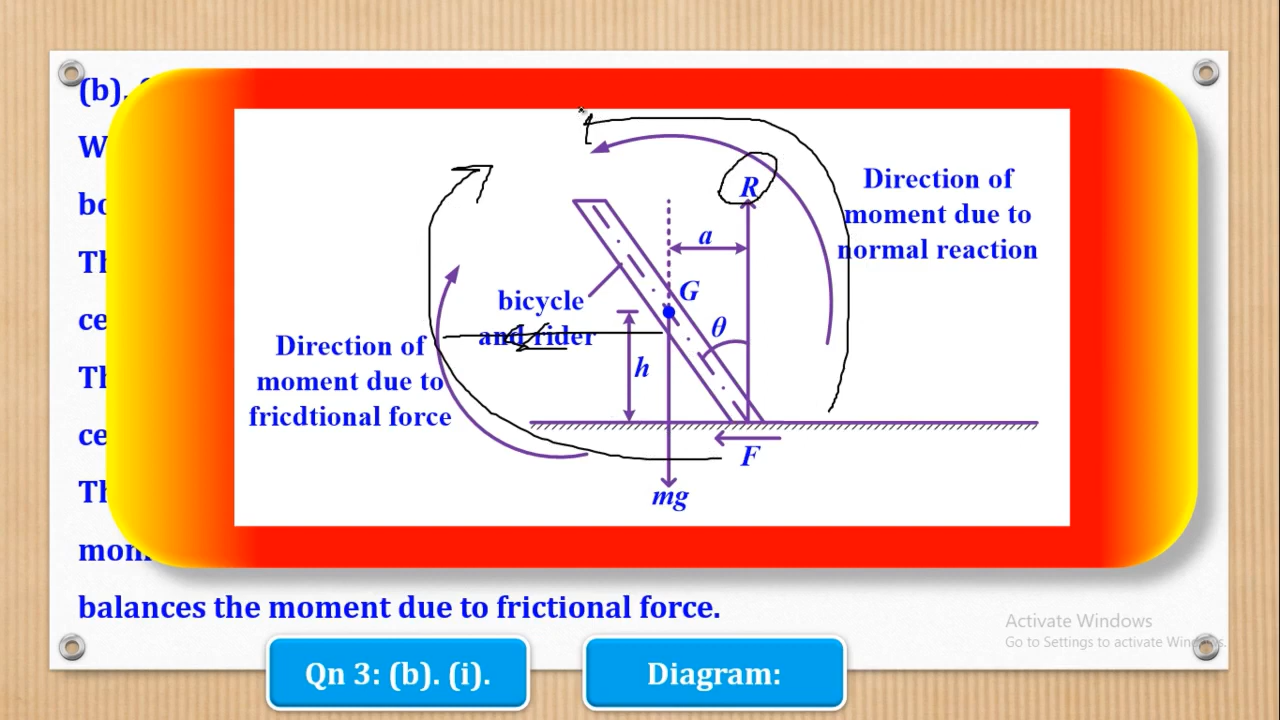 (b).
W
bo
Th
ce
Th
ce
Th
mom
balances the moment due to frictional force.
R
Direction of
moment due to
normal reaction
a
G
bicycle
and rider
θ
Direction of
moment due to
fricdtional force
h
F
mg
Activate Windows
Go to Settings to activate Windows.
Qn 3: (b). (i).
Diagram: